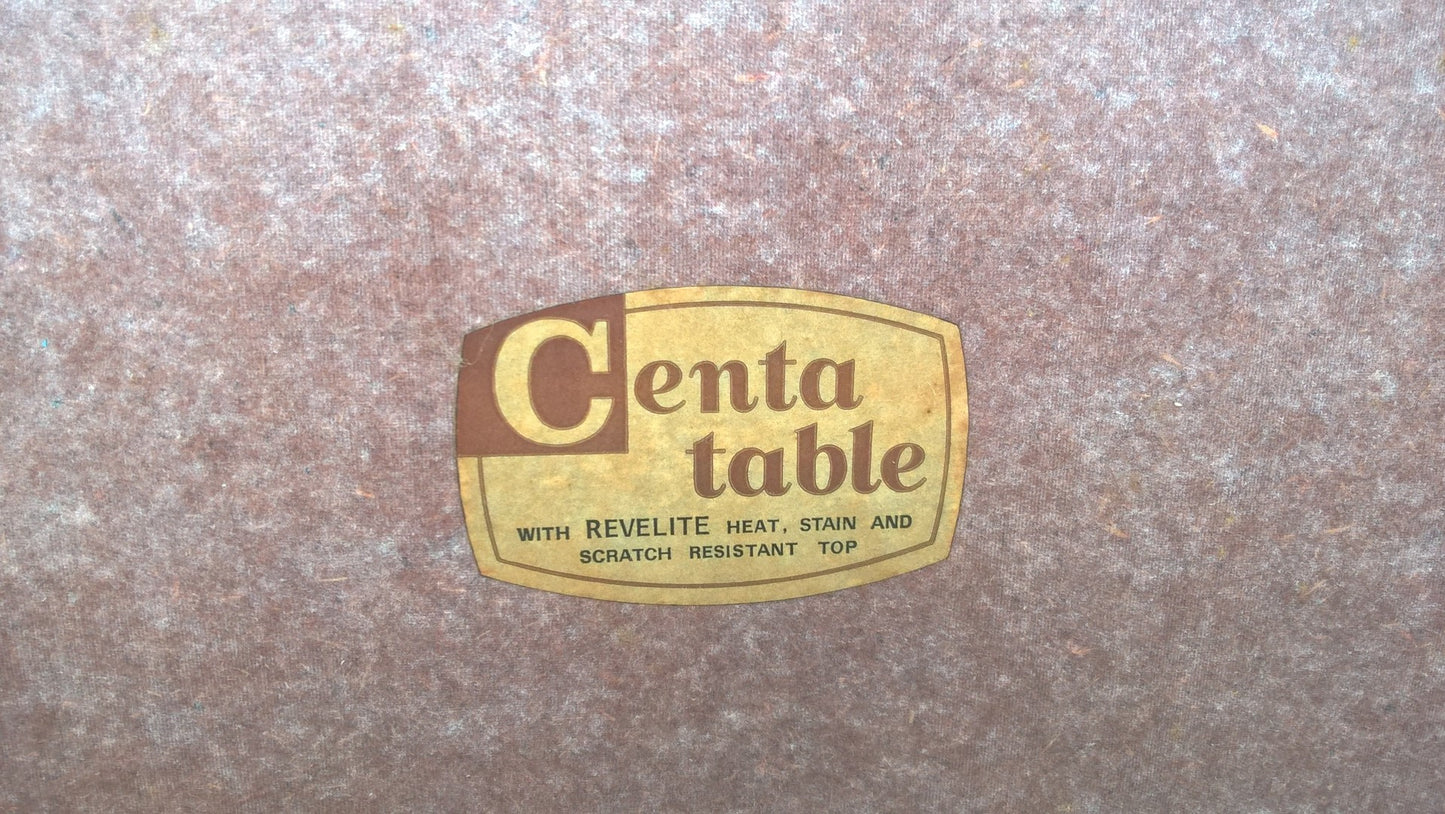 Centa
table
WITH REVELITE HEAT, STAIN AND
SCRATCH RESISTANT TOP